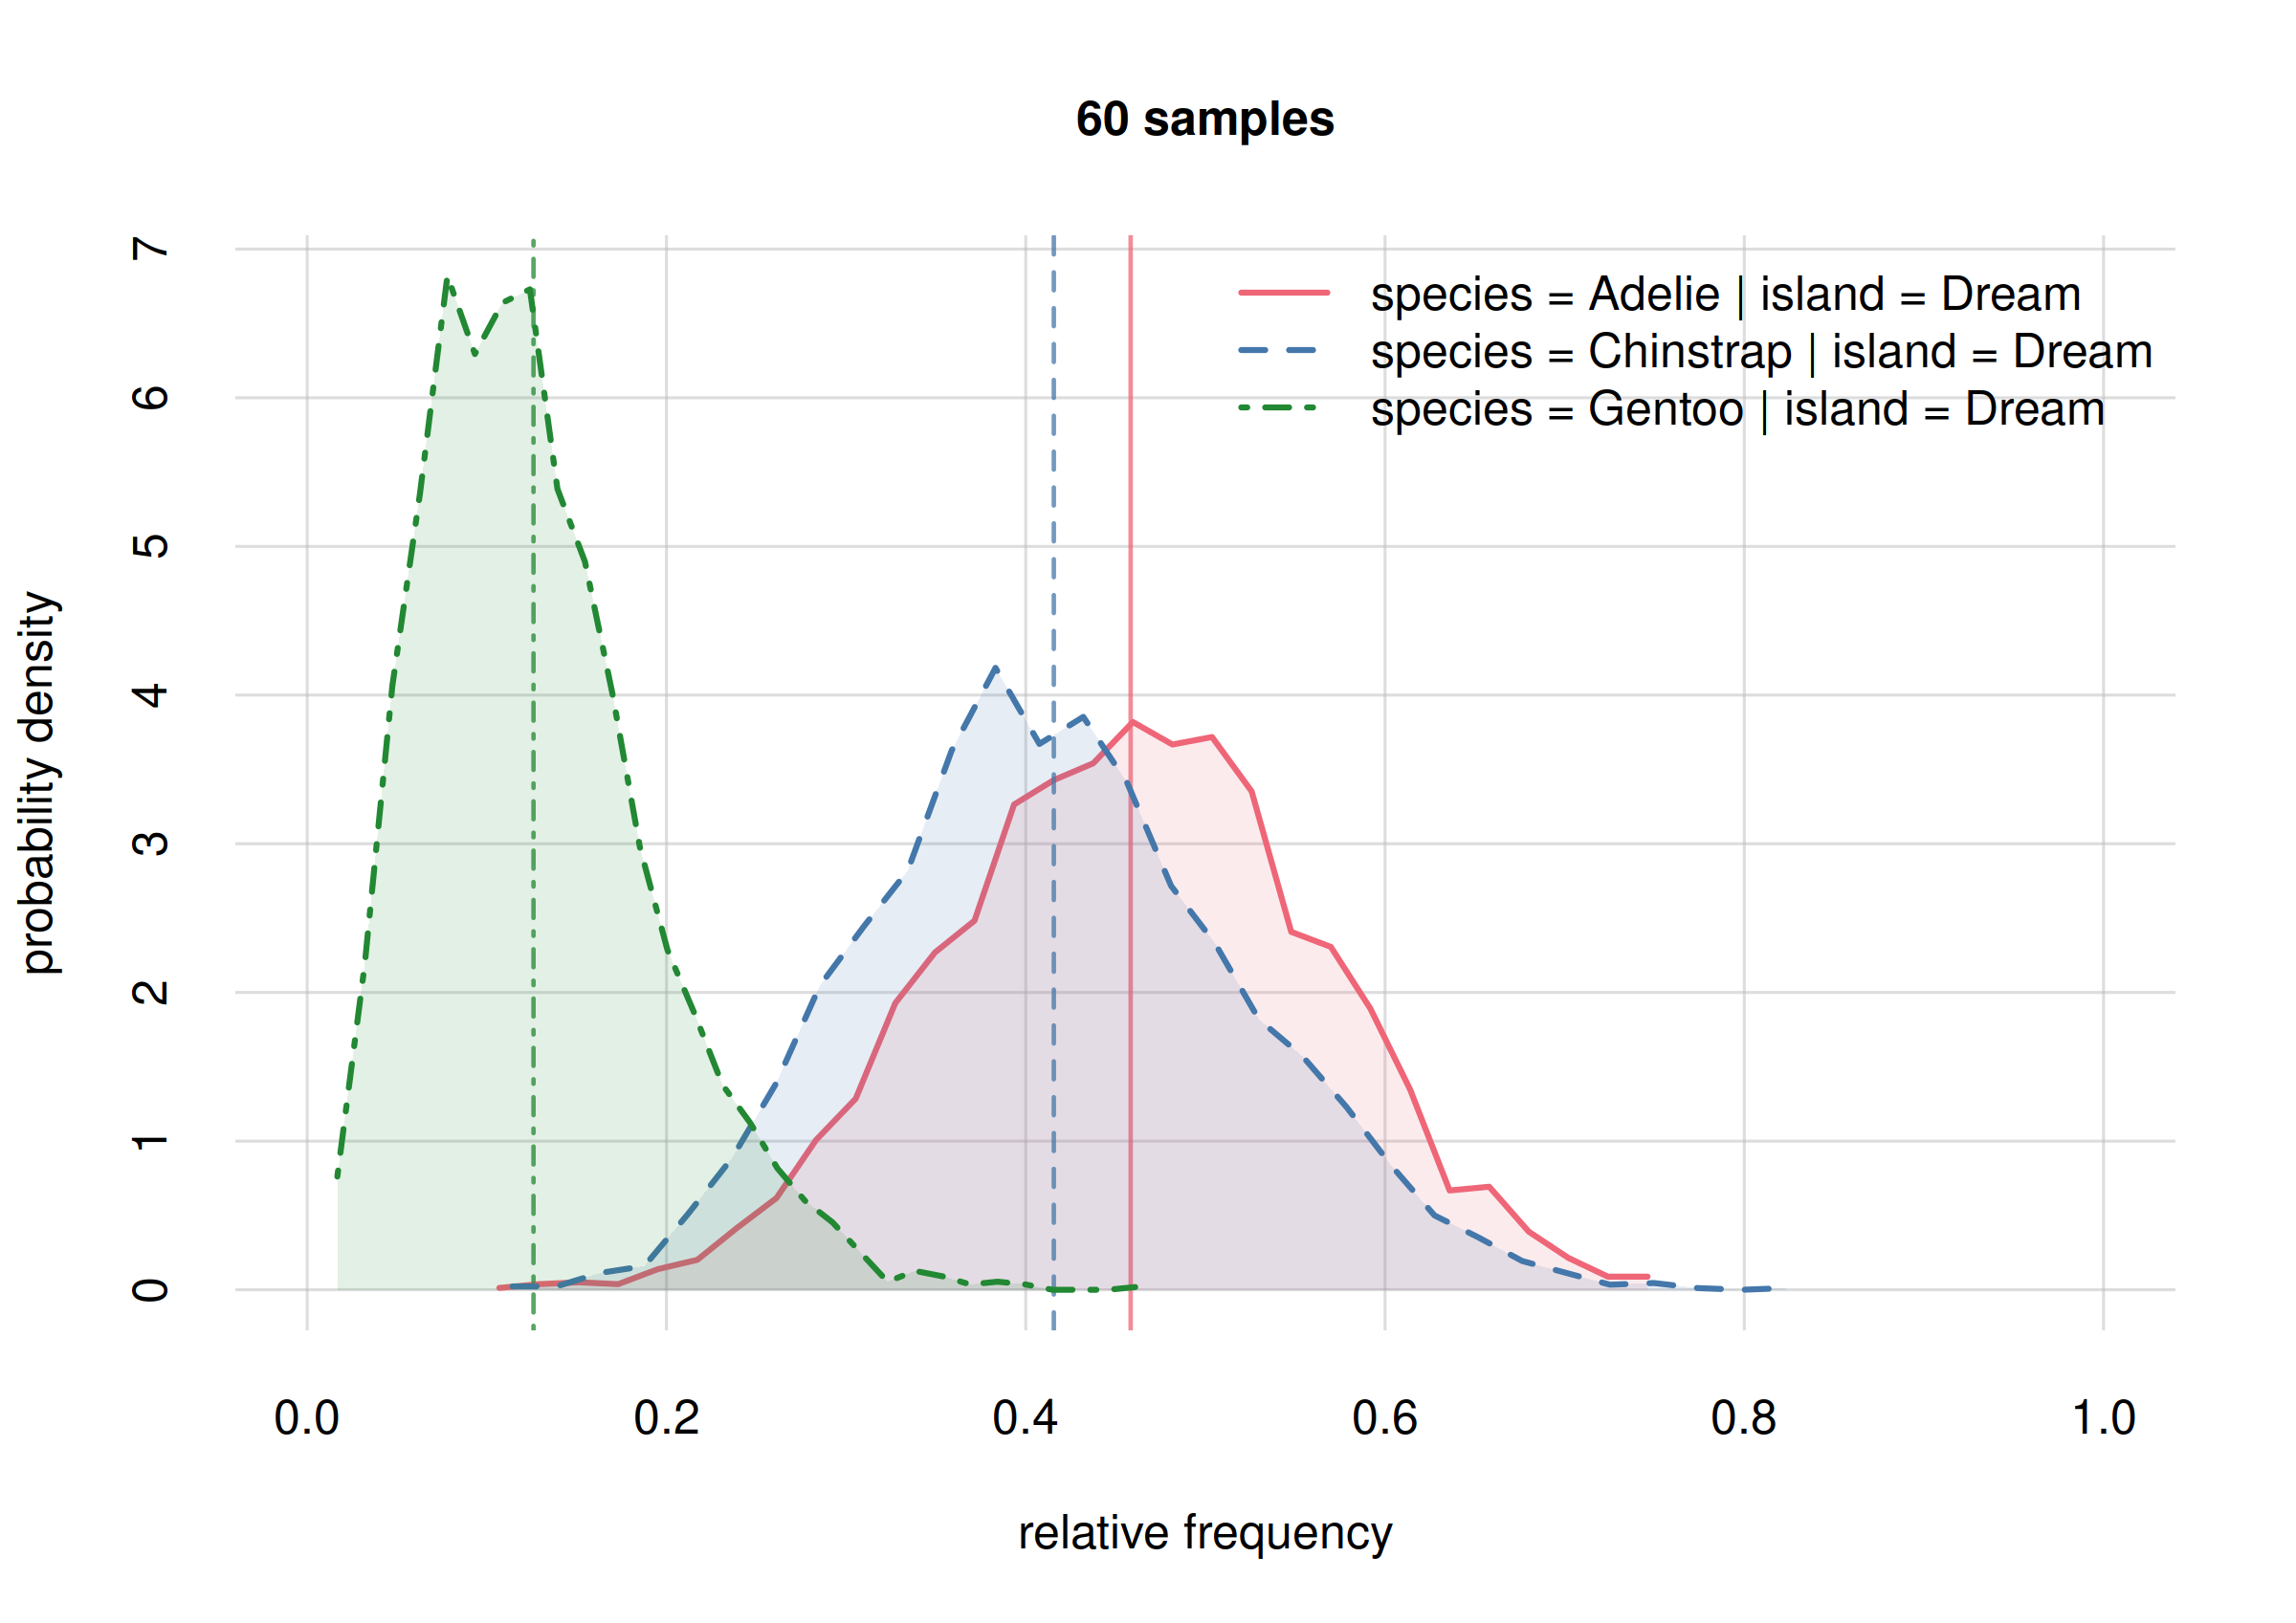 60 samples
species = Adelie | island = Dream
species = Chinstrap | island = Dream
species = Gentoo | island = Dream
probability density
7
6
5
4
3
2
1
0
0.0 0.2 0.4 0.6 0.8 1.0
relative frequency